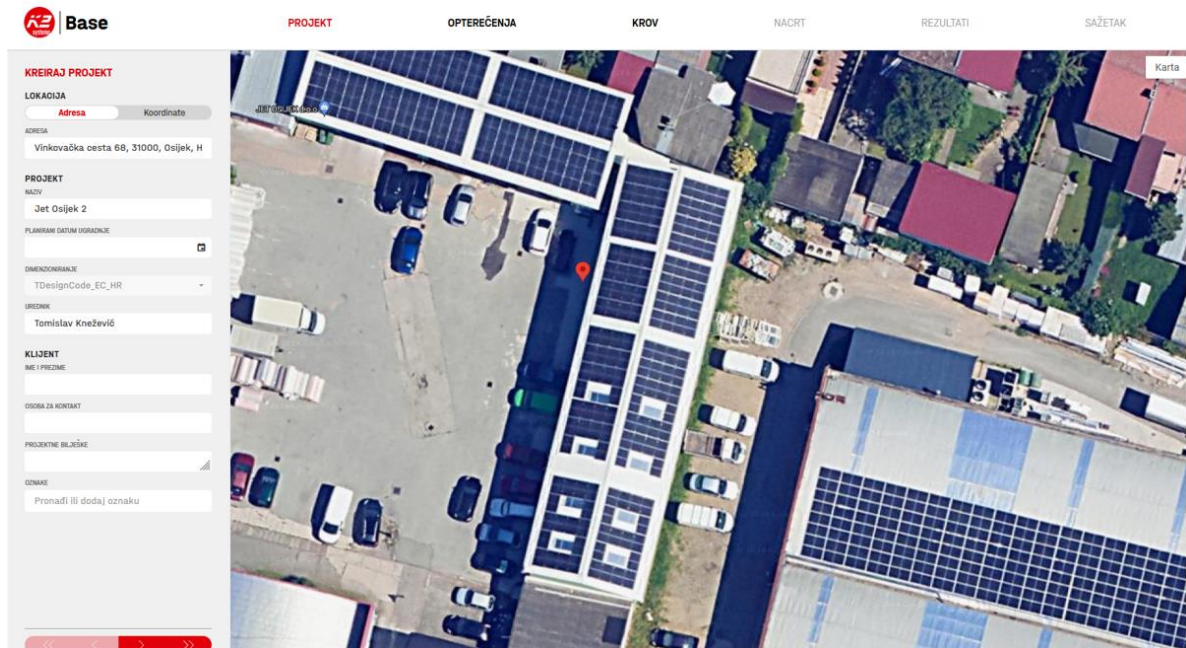 K2 systems Base
PROJEKT
OPTEREĆENJA
KROV
NACRT
REZULTATI
SAŽETAK
KREIRAJ PROJEKT
LOKACIJA
Adresa
Koordinate
ADRESA
Vinkovačka cesta 68, 31000, Osijek, H
PROJEKT
NAZIV
Jet Osijek 2
PLANIRANI DATUM UGRADNJE
DIMENZIONIRANJE
TDesignCode_EC_HR
UREDNIK
Tomislav Knežević
KLIJENT
IME I PREZIME
OSOBA ZA KONTAKT
PROJEKTNE BILJEŠKE
OZNAKE
Pronađi ili dodaj oznaku
JET OSIJEK d.o.o.
Karta